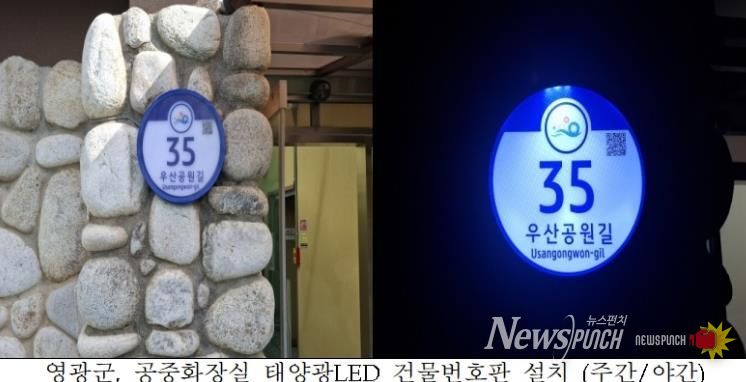 35
우산공원길
Usangongwon-gil
35
우산공원길
Usangongwon-gil
뉴스펀치
NEWSPUNCH NEWSPUNCH
영광군, 공중화장실 태양광LED 건물번호판 설치 (주간/야간)